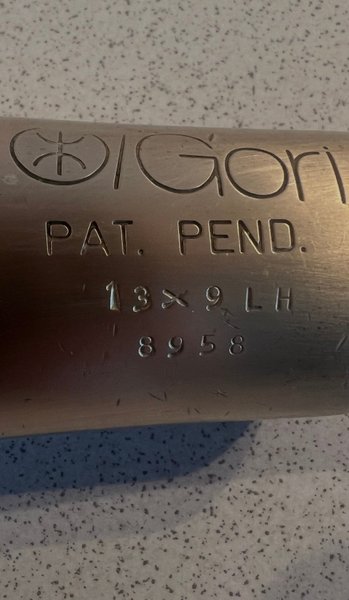 Gori
PAT. PEND.
13×9 LH
8958